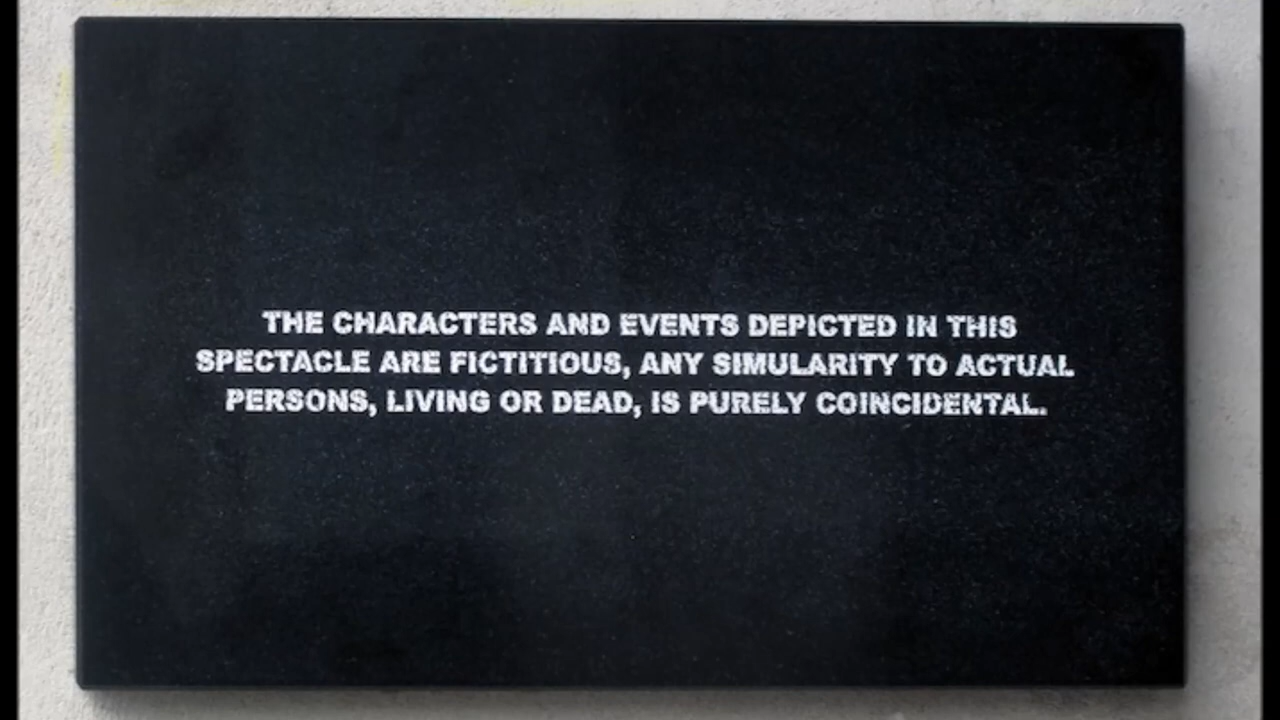 THE CHARACTERS AND EVENTS DEPICTED IN THIS
SPECTACLE ARE FICTITIOUS, ANY SIMULARITY TO ACTUAL
PERSONS, LIVING OR DEAD, IS PURELY COINCIDENTAL.